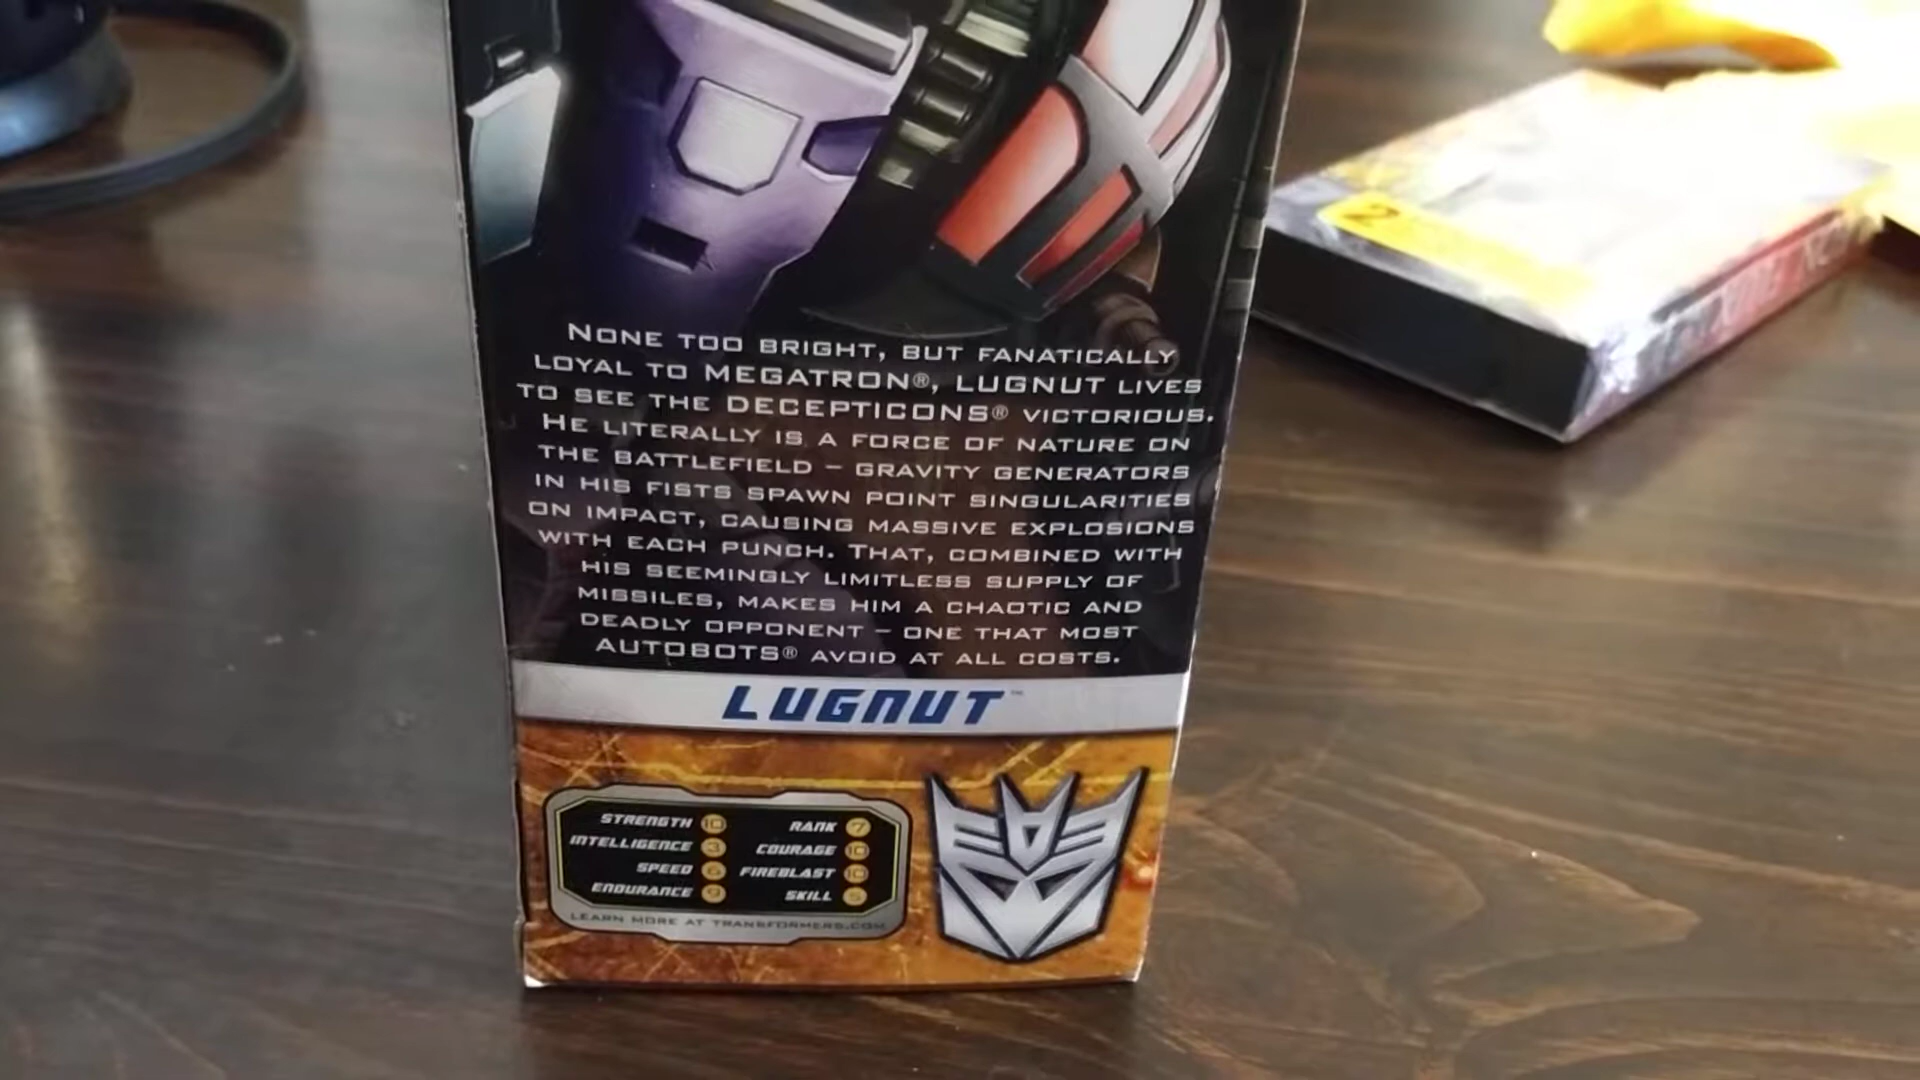 NONE TOO BRIGHT, BUT FANATICALLY
LOYAL TO MEGATRON®, LUGNUT LIVES
TO SEE THE DECEPTICONS® VICTORIOUS.
HE LITERALLY IS A FORCE OF NATURE ON
THE BATTLEFIELD – GRAVITY GENERATORS
IN HIS FISTS SPAWN POINT SINGULARITIES
ON IMPACT, CAUSING MASSIVE EXPLOSIONS
WITH EACH PUNCH. THAT, COMBINED WITH
HIS SEEMINGLY LIMITLESS SUPPLY OF
MISSILES, MAKES HIM A CHAOTIC AND
DEADLY OPPONENT – ONE THAT MOST
AUTOBOTS® AVOID AT ALL COSTS.
LUGNUT™
STRENGTH 10 RANK 7
INTELLIGENCE 3 COURAGE 10
SPEED FIREBLAST 10
ENDURANCE SKILL
LEARN MORE AT TRANSFORMERS.COM
2